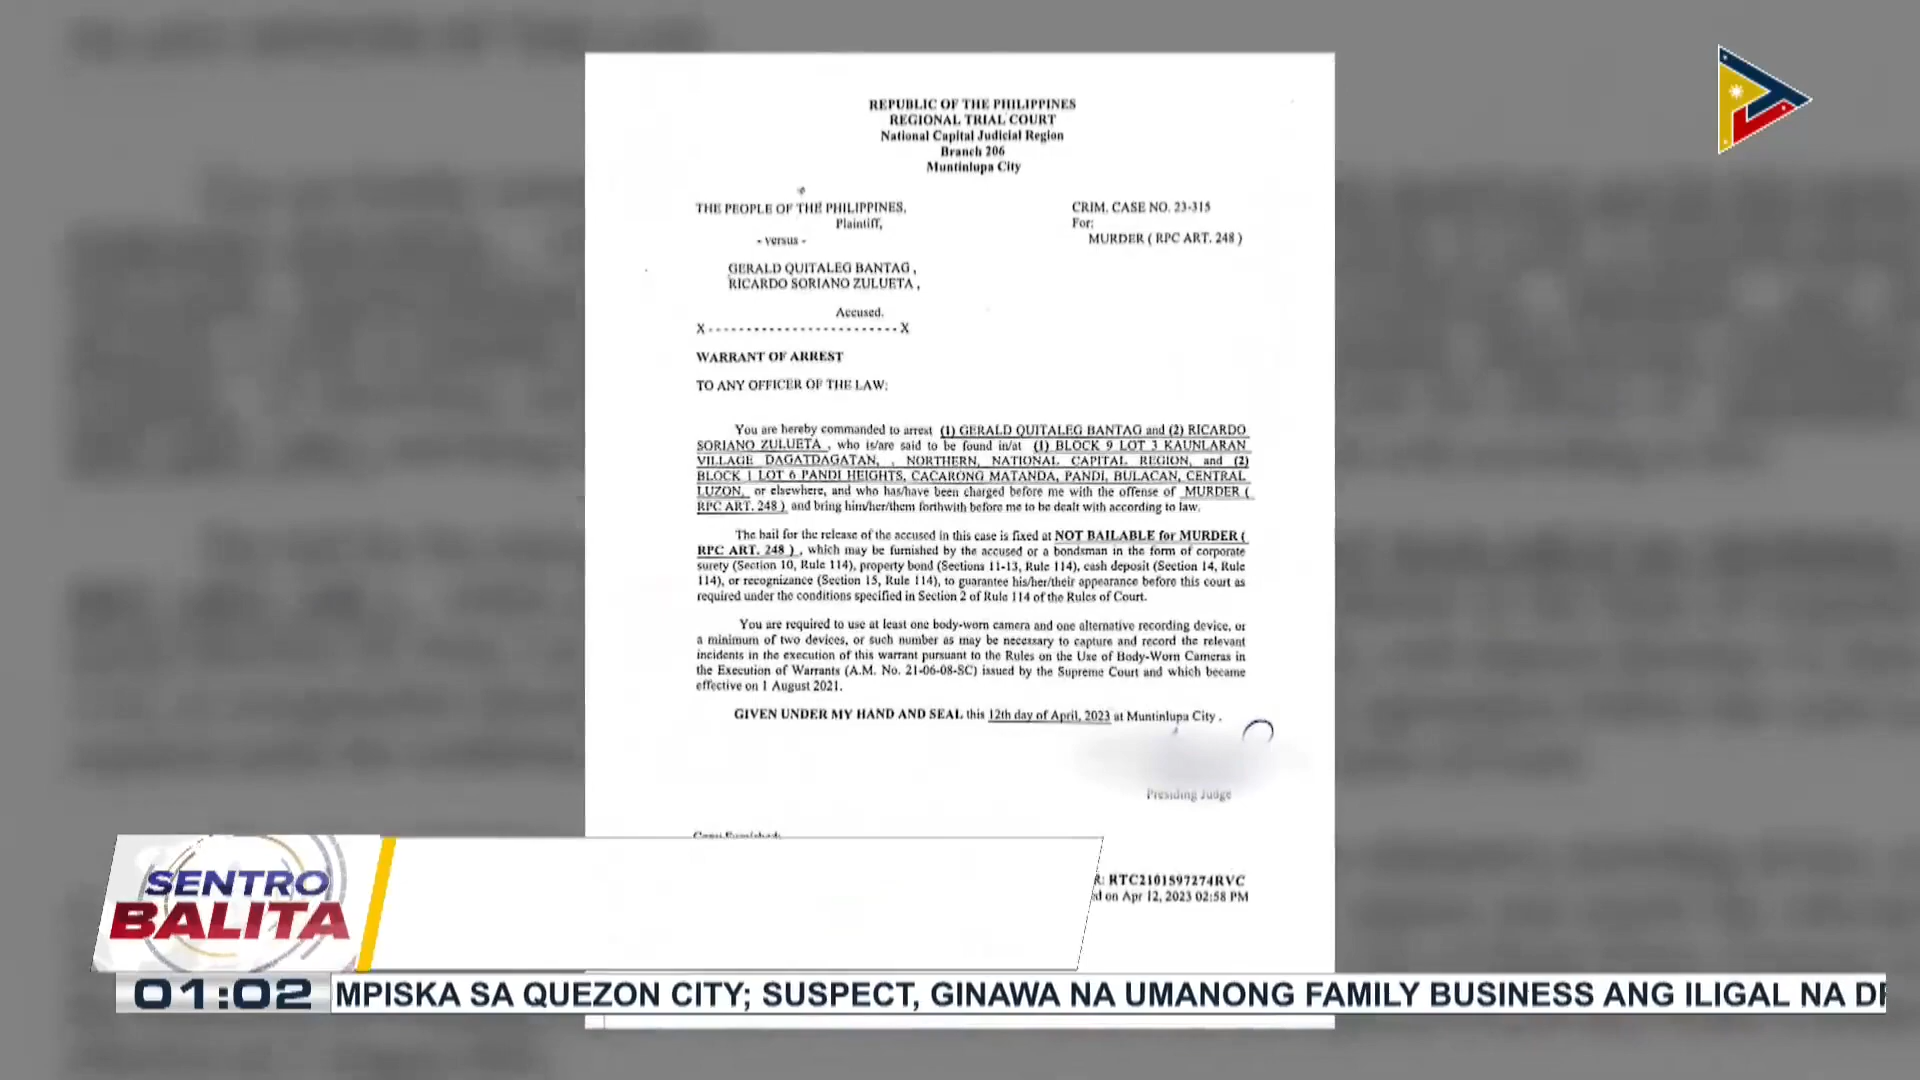 REPUBLIC OF THE PHILIPPINES
REGIONAL TRIAL COURT
National Capital Judicial Region
Branch 206
Muntinlupa City
THE PEOPLE OF THE PHILIPPINES,
Plaintiff,
- versus -
GERALD QUITALEG BANTAG ,
RICARDO SORIANO ZULUETA ,
Accused.
X - - - - - - - - - - - - - - - - - - - - - - - - - X
CRIM. CASE NO. 23-315
For:
MURDER ( RPC ART. 248 )
WARRANT OF ARREST
TO ANY OFFICER OF THE LAW:
You are hereby commanded to arrest (1) GERALD QUITALEG BANTAG and (2) RICARDO
SORIANO ZULUETA , who is/are said to be found in/at (1) BLOCK 9 LOT 3 KAUNLARAN
VILLAGE DAGATDAGATAN, , NORTHERN, NATIONAL CAPITAL REGION, and (2)
BLOCK 1 LOT 6 PANDI HEIGHTS, CACARONG MATANDA, PANDI, BULACAN, CENTRAL
LUZON, or elsewhere, and who has/have been charged before me with the offense of MURDER (
RPC ART. 248 ) and bring him/her/them forthwith before me to be dealt with according to law.
The bail for the release of the accused in this case is fixed at NOT BAILABLE for MURDER (
RPC ART. 248 ) , which may be furnished by the accused or a bondsman in the form of corporate
surety (Section 10, Rule 114), property bond (Sections 11-13, Rule 114), cash deposit (Section 14, Rule
114), or recognizance (Section 15, Rule 114), to guarantee his/her/their appearance before this court as
required under the conditions specified in Section 2 of Rule 114 of the Rules of Court.
You are required to use at least one body-worn camera and one alternative recording device, or
a minimum of two devices, or such number as may be necessary to capture and record the relevant
incidents in the execution of this warrant pursuant to the Rules on the Use of Body-Worn Cameras in
the Execution of Warrants (A.M. No. 21-06-08-SC) issued by the Supreme Court and which became
effective on 1 August 2021.
GIVEN UNDER MY HAND AND SEAL this 12th day of April, 2023 at Muntinlupa City .
Presiding Judge
RTC2101597274RVC
on Apr 12, 2023 02:58 PM
SENTRO
BALITA
01:02
MPISKA SA QUEZON CITY; SUSPECT, GINAWA NA UMANONG FAMILY BUSINESS ANG ILIGAL NA